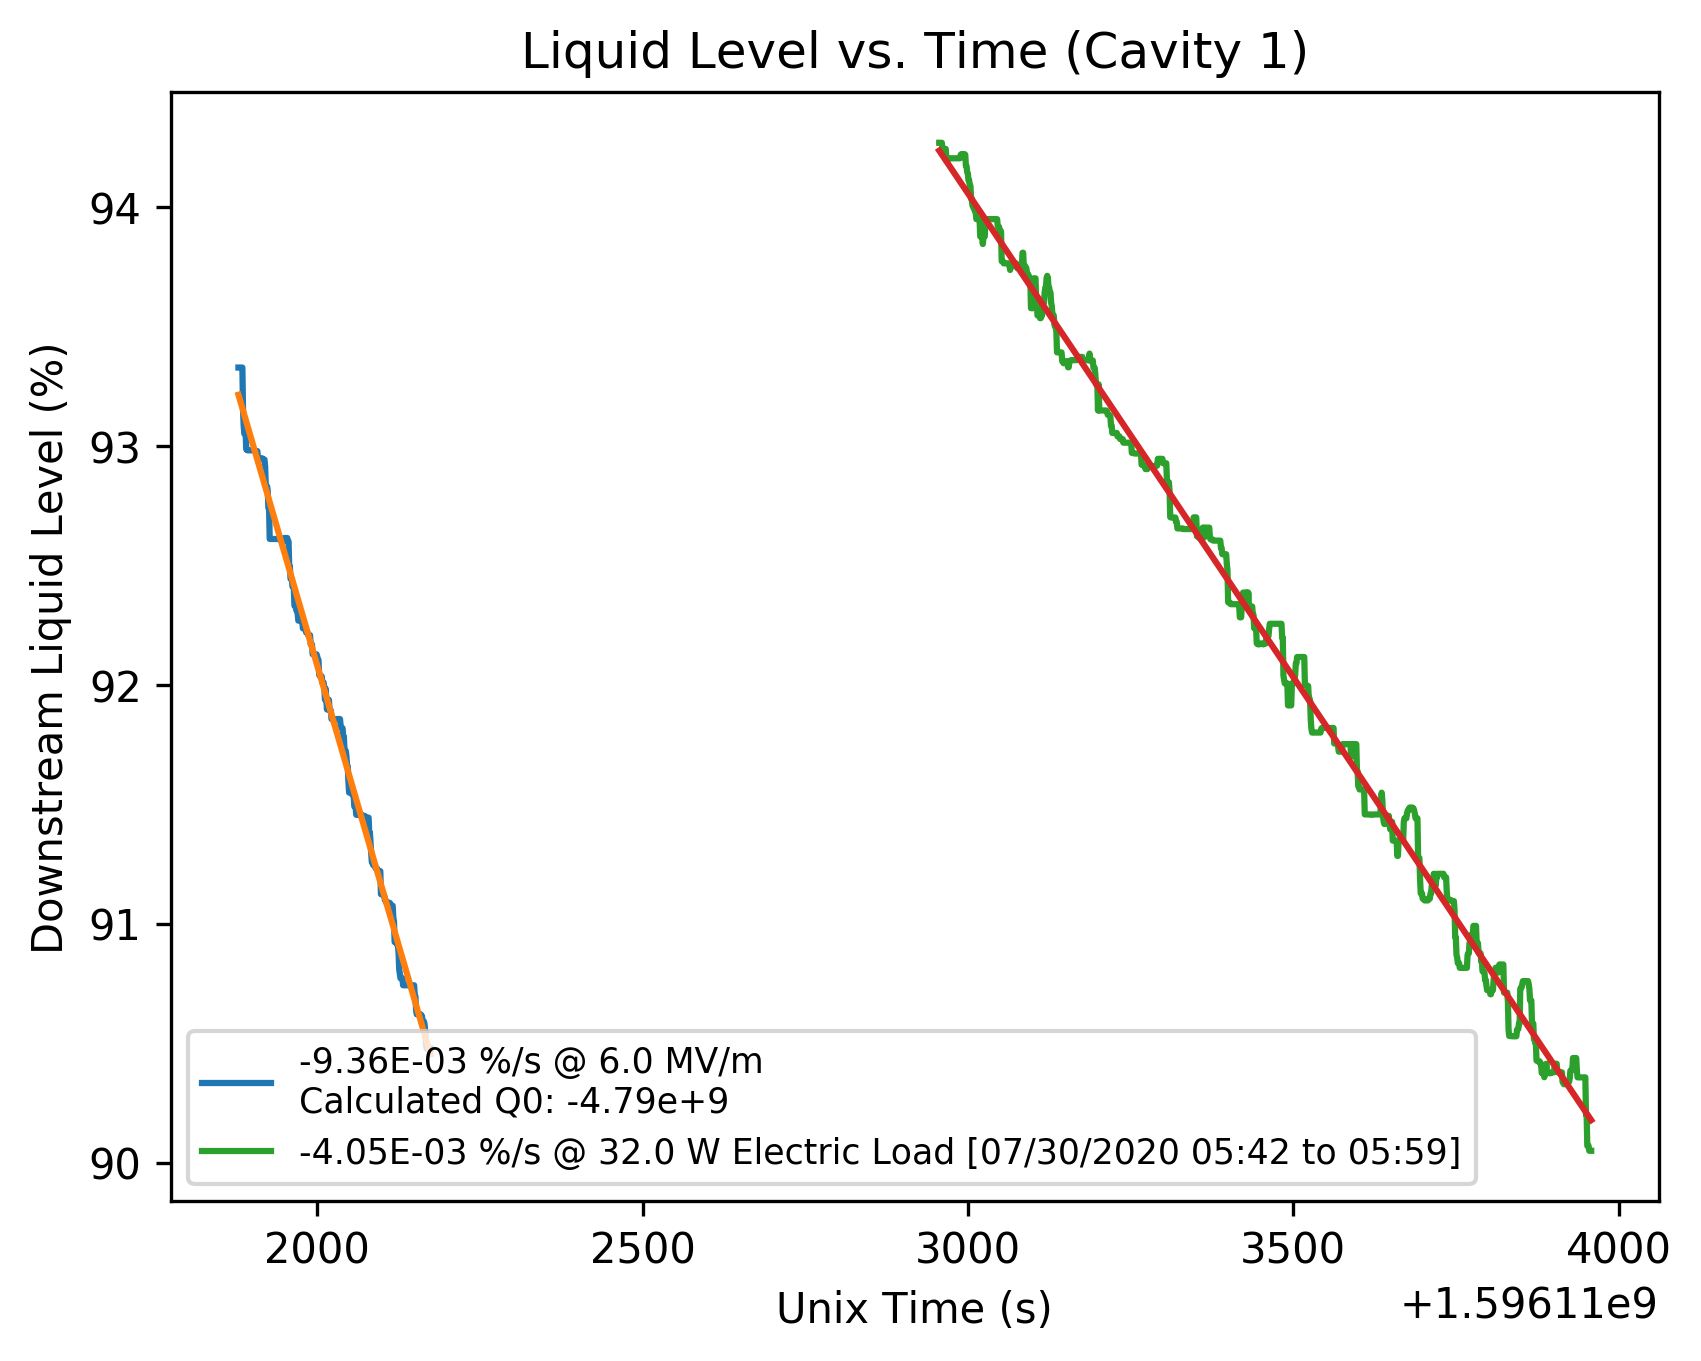 Liquid Level vs. Time (Cavity 1)
Downstream Liquid Level (%)
94
93
92
91
90
-9.36E-03 %/s @ 6.0 MV/m
Calculated Q0: -4.79e+9
-4.05E-03 %/s @ 32.0 W Electric Load [07/30/2020 05:42 to 05:59]
2000 2500 3000 3500 4000
+1.59611e9
Unix Time (s)